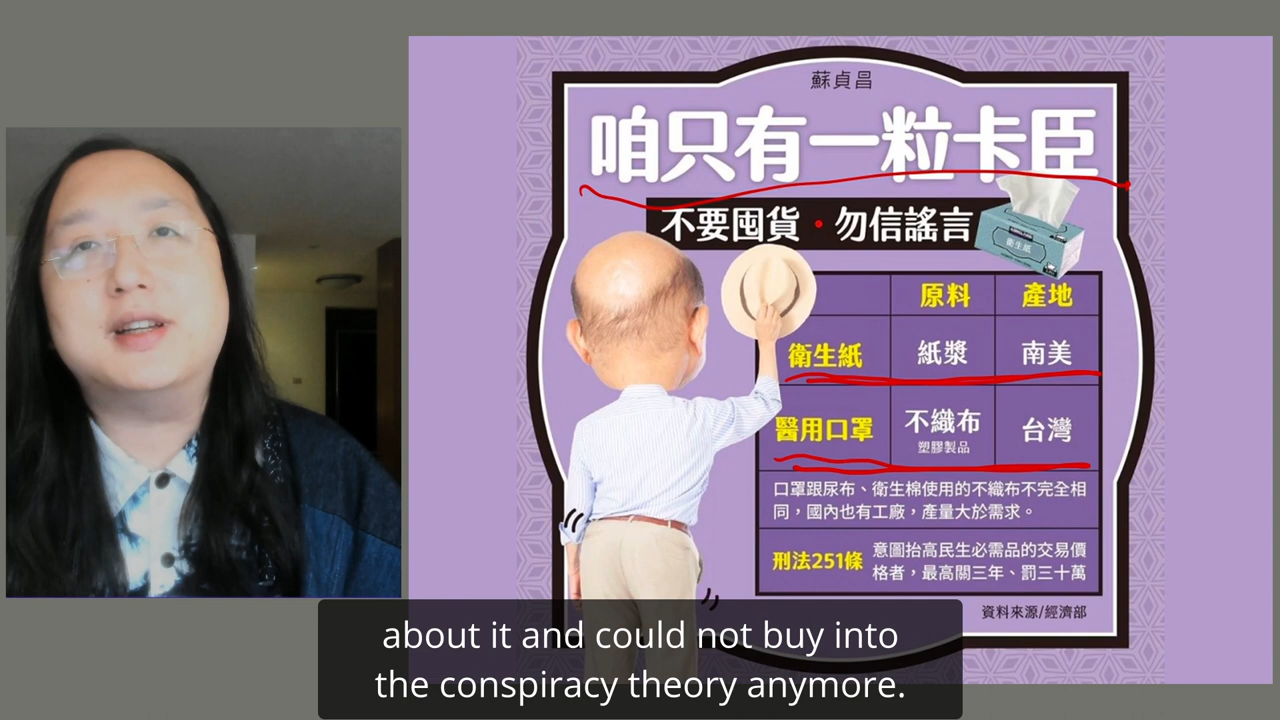 蘇貞昌
咱只有一粒卡臣
不要囤貨・勿信謠言
衛生紙
原料 產地
衛生紙 紙漿 南美
醫用口罩 不織布 台灣
塑膠製品
口罩跟尿布、衛生棉使用的不織布不完全相
同，國內也有工廠，產量大於需求。
刑法251條 意圖抬高民生必需品的交易價
格者，最高關三年、罰三十萬
資料來源/經濟部
about it and could not buy into
the conspiracy theory anymore.